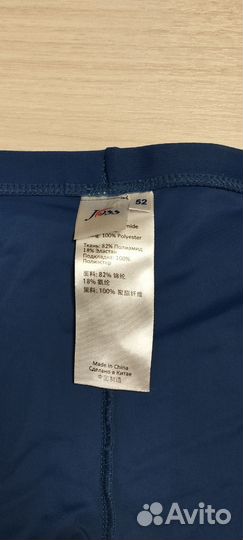 Joss
52
100% Polyester
Ткань: 82% Полиамид
18% Эластан
Подкладка: 100%
Полиэстер
面料: 82% 锦纶
18% 氨纶
里料: 100% 聚酯纤维
Made in China
Сделано в Китае
中国制造
Avito